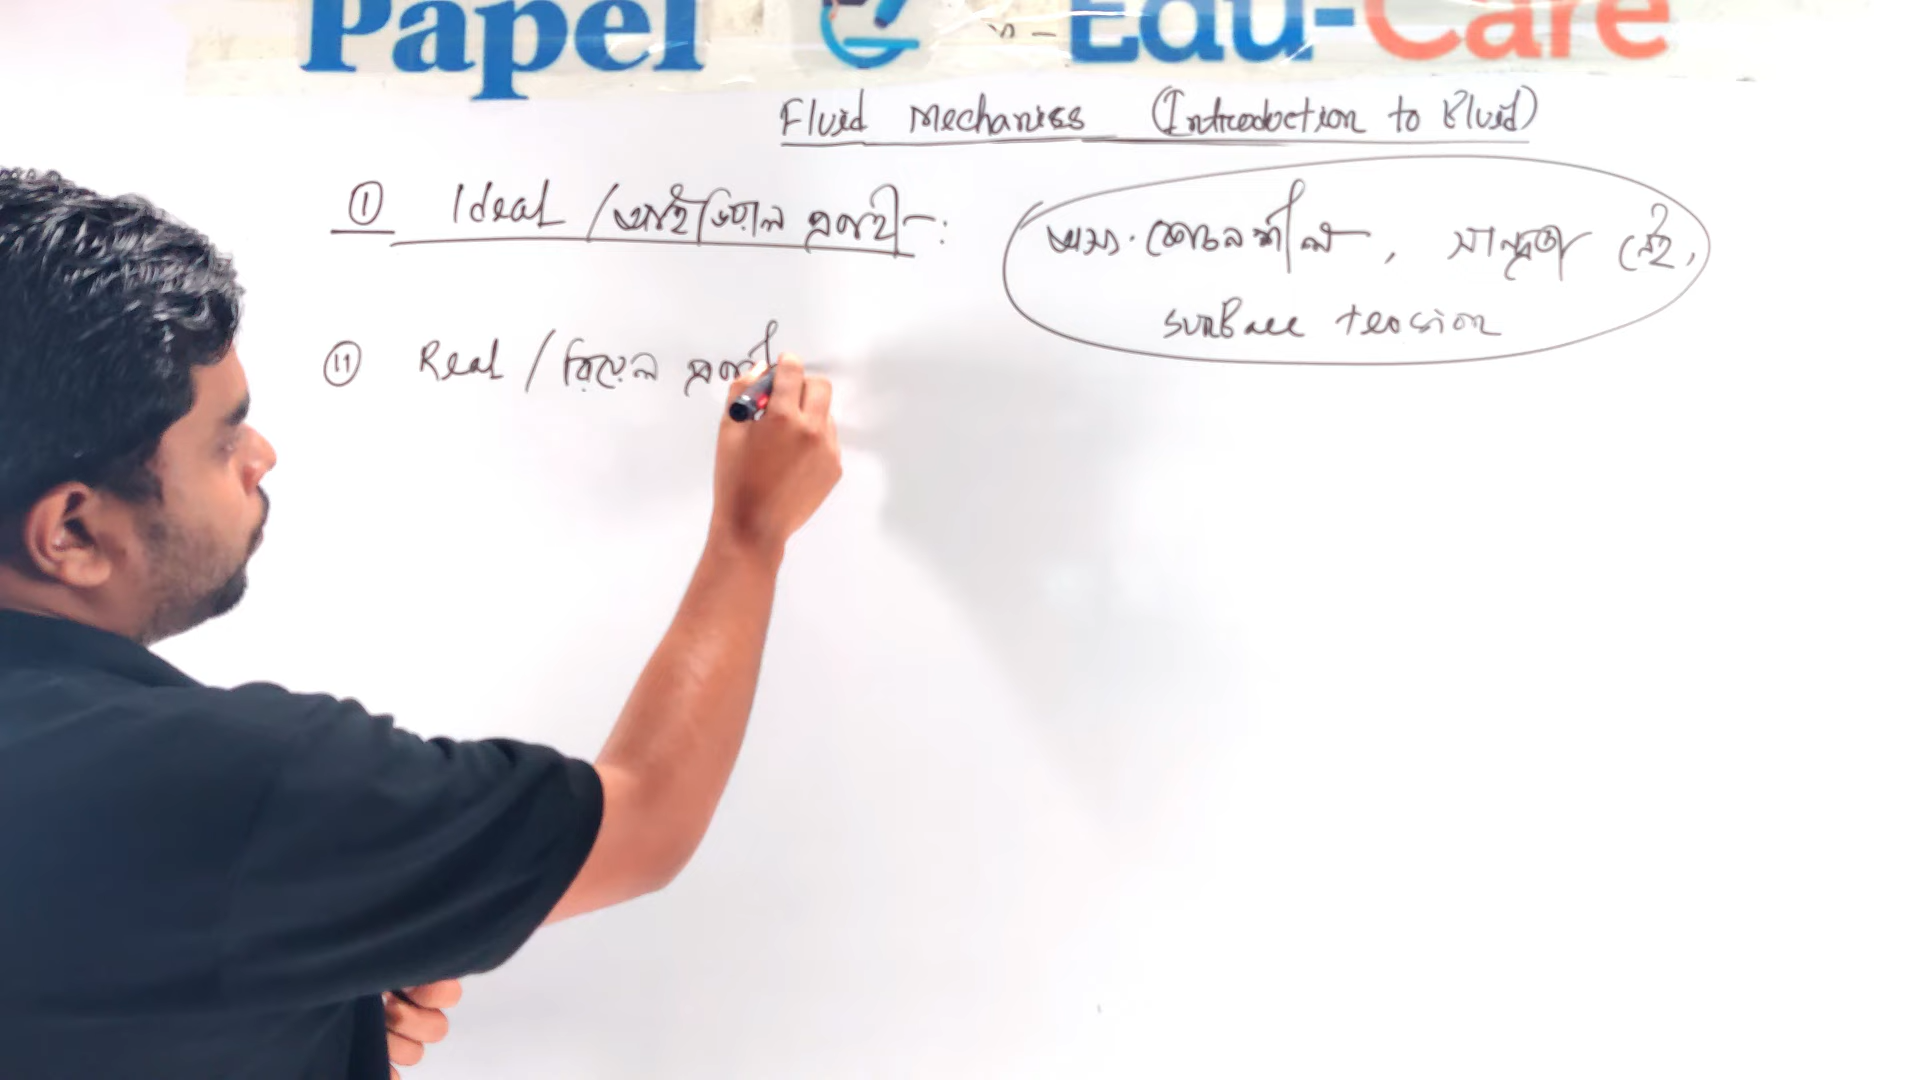 Papel Edu-Care
Fluid Mechanics (Introduction to Fluid)
① Ideal / আইডিয়াল প্রবাহী :
অসংকোচনশীল, সান্দ্রতা নেই,
surface tension
⑪ Real / রিয়েল প্রবাহী